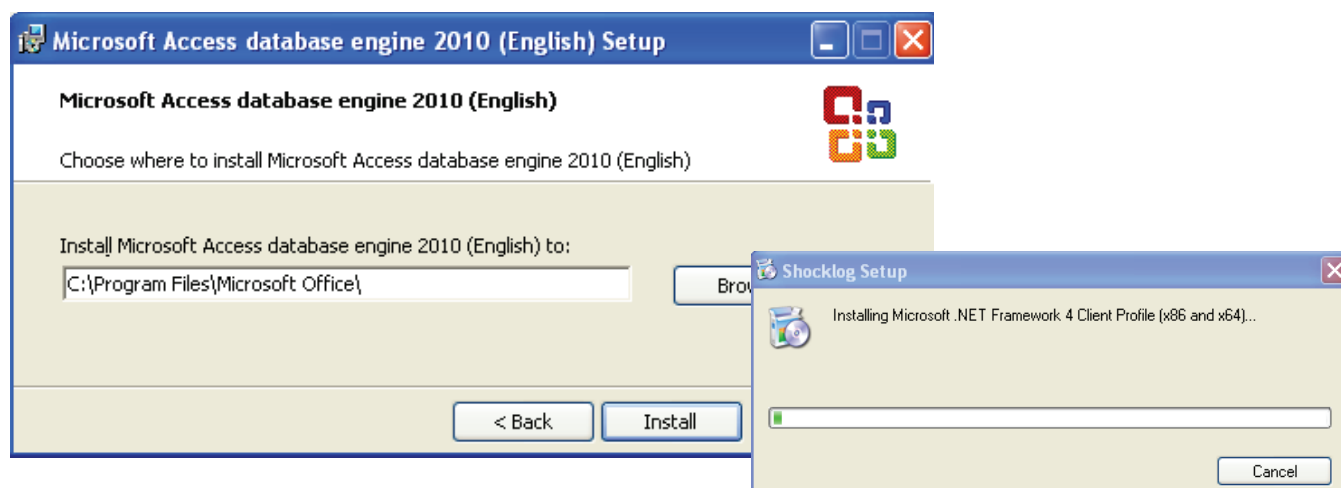 Microsoft Access database engine 2010 (English) Setup
Microsoft Access database engine 2010 (English)
Choose where to install Microsoft Access database engine 2010 (English)
Install Microsoft Access database engine 2010 (English) to:
C:\Program Files\Microsoft Office\
< Back
Install
Shocklog Setup
Installing Microsoft .NET Framework 4 Client Profile (x86 and x64)...
Cancel